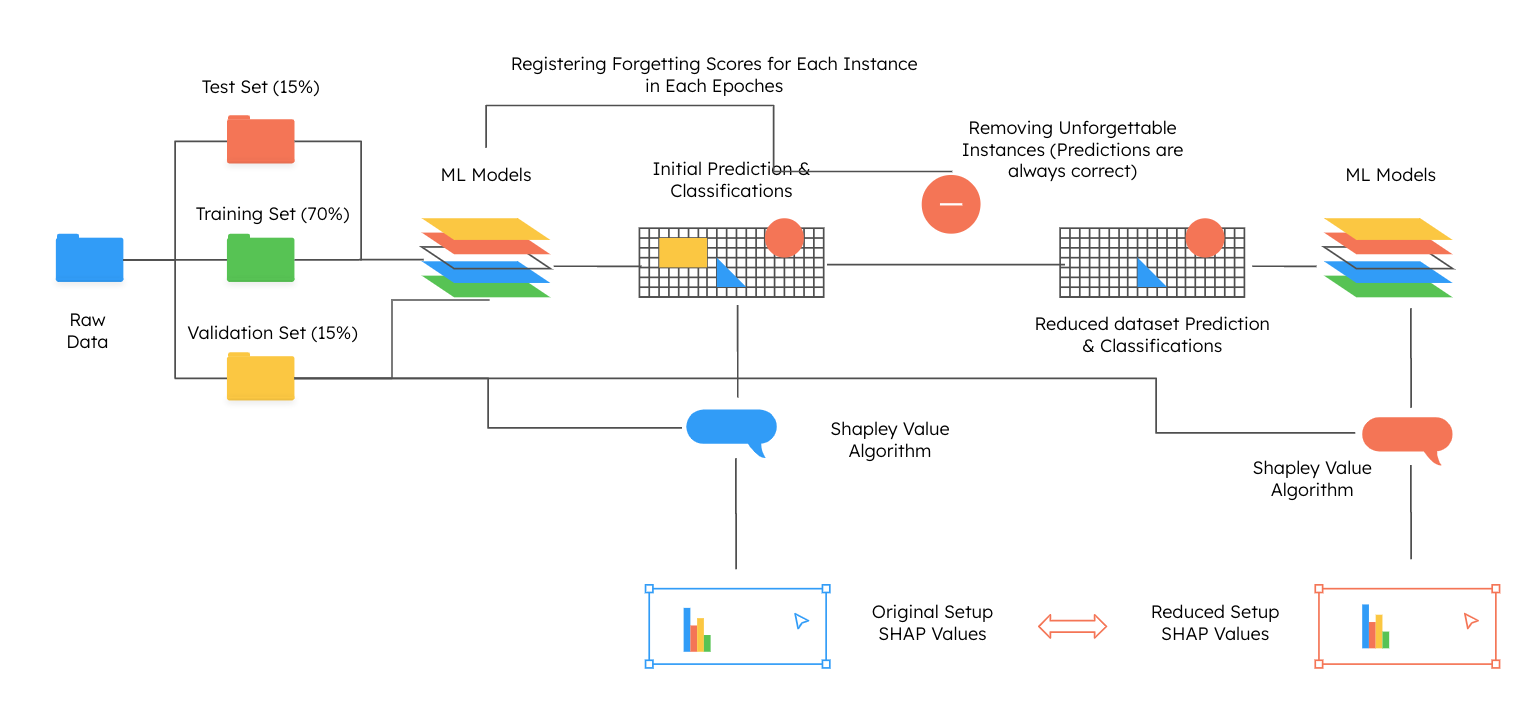 Registering Forgetting Scores for Each Instance
in Each Epoches
Test Set (15%)
Removing Unforgettable
Instances (Predictions are
always correct)
ML Models
Initial Prediction &
Classifications
ML Models
Training Set (70%)
Raw
Data
Validation Set (15%)
Reduced dataset Prediction
& Classifications
Shapley Value
Algorithm
Shapley Value
Algorithm
Original Setup
SHAP Values
Reduced Setup
SHAP Values